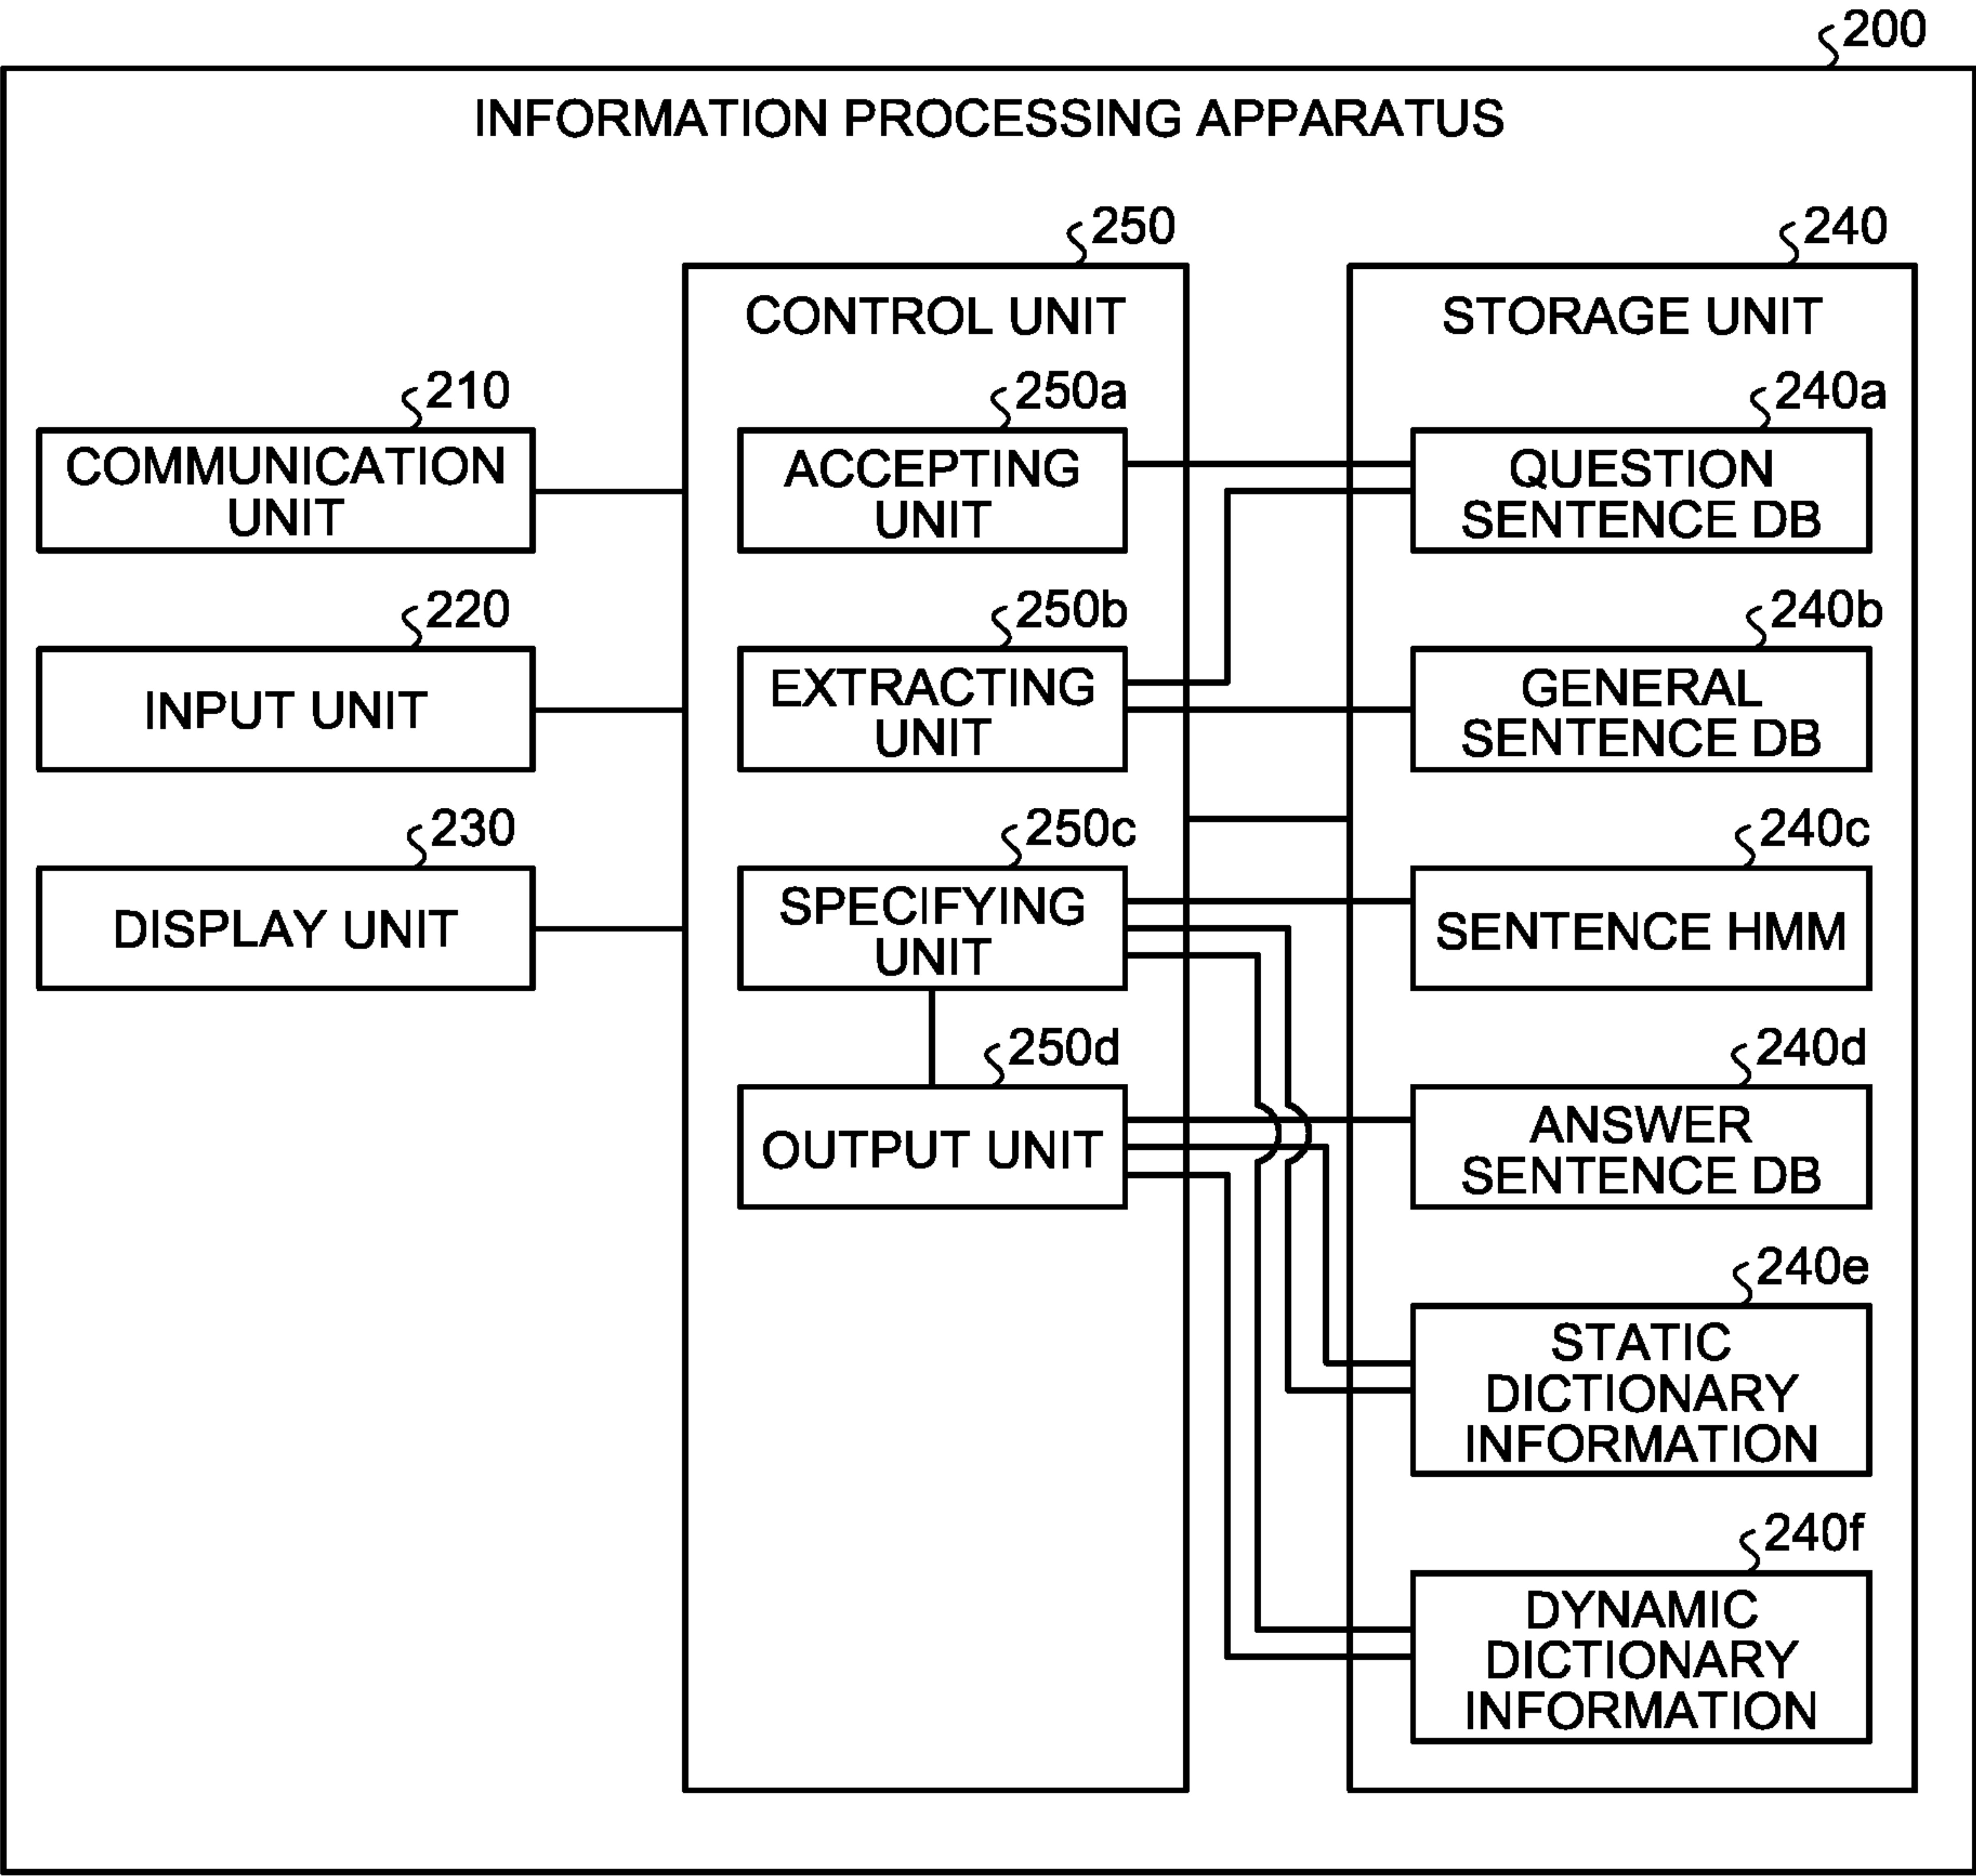 200
INFORMATION PROCESSING APPARATUS
250
CONTROL UNIT
240
STORAGE UNIT
210
COMMUNICATION
UNIT
250a
ACCEPTING
UNIT
240a
QUESTION
SENTENCE DB
220
INPUT UNIT
250b
EXTRACTING
UNIT
240b
GENERAL
SENTENCE DB
230
DISPLAY UNIT
250c
SPECIFYING
UNIT
240c
SENTENCE HMM
250d
OUTPUT UNIT
240d
ANSWER
SENTENCE DB
240e
STATIC
DICTIONARY
INFORMATION
240f
DYNAMIC
DICTIONARY
INFORMATION